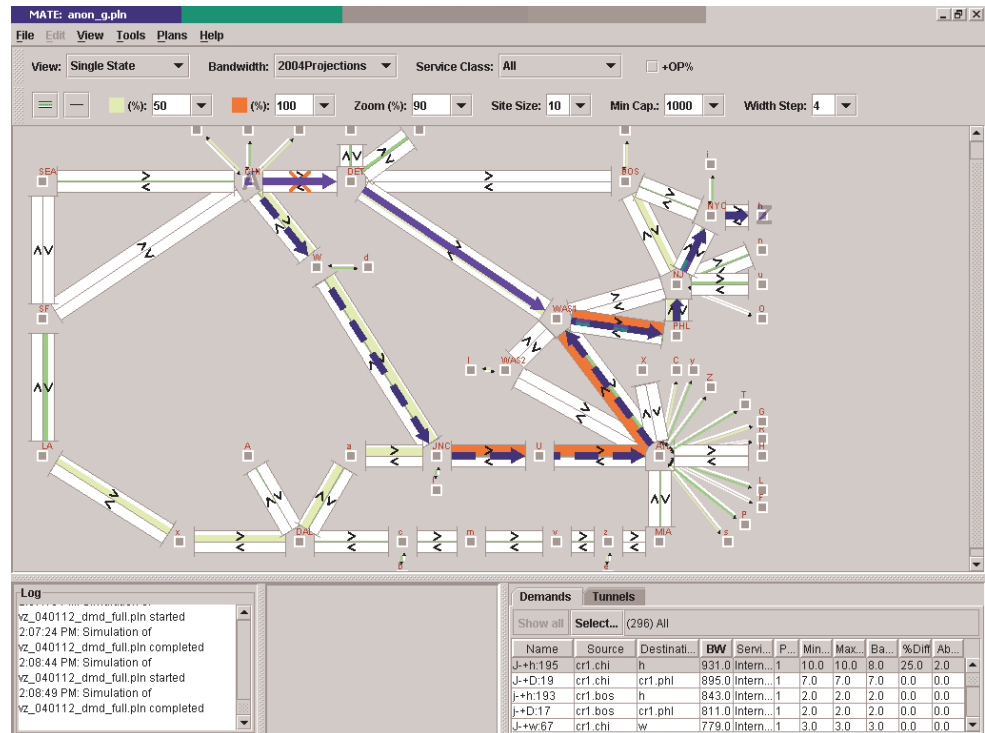 MATE: anon_g.pln
File Edit View Tools Plans Help
View: Single State Bandwidth: 2004Projections Service Class: All +OP%
(%): 50 (%): 100 Zoom (%): 90 Site Size: 10 Min Cap.: 1000 Width Step: 4
SEA DET BOS i
A
NYC h
Z
W d
n
NJ u
SF WAS1 PHL O
I WAS2 X C y
Z
T
G
LA A a JNC U H
r
L
F
P
x DAL c m v z MIA s
Log
2:07:24 PM: Simulation of
vz_040112_dmd_full.pln started
vz_040112_dmd_full.pln completed
2:08:44 PM: Simulation of
vz_040112_dmd_full.pln started
2:08:49 PM: Simulation of
vz_040112_dmd_full.pln completed
Demands Tunnels
Show all Select... (296) All
Name Source Destinati... BW Servi... P... Min... Max... Ba... %Diff Ab...
J-+h:195 cr1.chi h 931.0 Intern... 1 10.0 10.0 8.0 25.0 2.0
J-+D:19 cr1.chi cr1.phl 895.0 Intern... 1 7.0 7.0 7.0 0.0 0.0
j-+h:193 cr1.bos h 843.0 Intern... 1 2.0 2.0 2.0 0.0 0.0
j-+D:17 cr1.bos cr1.phl 811.0 Intern... 1 2.0 2.0 2.0 0.0 0.0
J-+w:67 cr1.chi w 779.0 Intern... 1 3.0 3.0 3.0 0.0 0.0